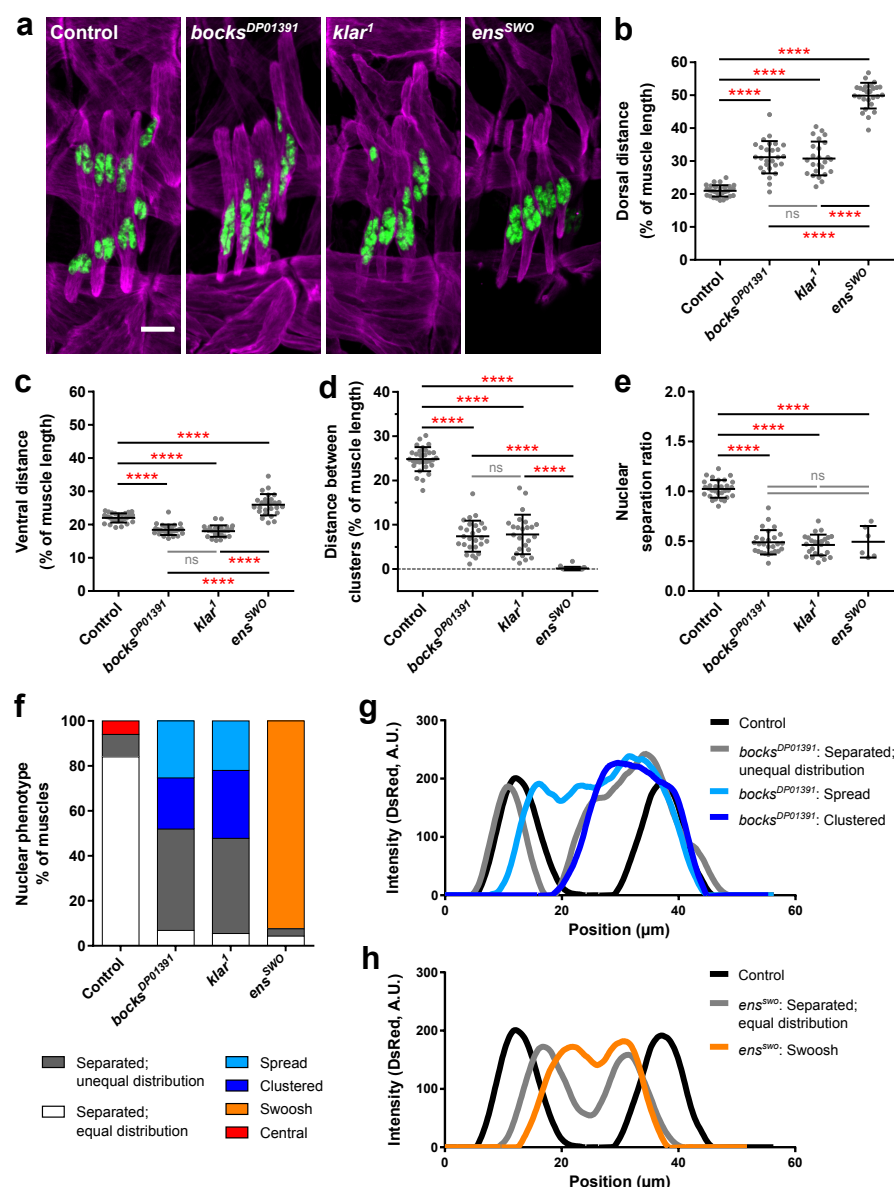 a
Control
bocksDP01391
klar1
ensSWO
b
Dorsal distance
(% of muscle length)
60
50
40
30
20
10
0
****
****
****
ns
****
****
Control
bocksDP01391
klar1
ensSWO
c
Ventral distance
(% of muscle length)
60
50
40
30
20
10
0
****
****
****
ns
****
****
Control
bocksDP01391
klar1
ensSWO
d
Distance between
clusters (% of muscle length)
40
30
20
10
0
****
****
****
****
ns
****
Control
bocksDP01391
klar1
ensSWO
e
Nuclear
separation ratio
2.0
1.5
1.0
0.5
0.0
****
****
****
ns
ns
Control
bocksDP01391
klar1
ensSWO
f
Nuclear phenotype
% of muscles
100
80
60
40
20
0
Control
bocksDP01391
klar1
ensSWO
Separated;
unequal distribution
Separated;
equal distribution
Spread
Clustered
Swoosh
Central
g
Intensity (DsRed, A.U.)
300
200
100
0
0
20
40
60
Position (µm)
Control
bocksDP01391: Separated;
unequal distribution
bocksDP01391: Spread
bocksDP01391: Clustered
h
Intensity (DsRed, A.U.)
300
200
100
0
0
20
40
60
Position (µm)
Control
ensswo: Separated;
equal distribution
ensswo: Swoosh